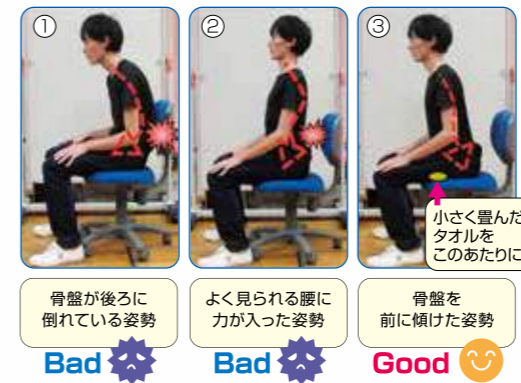 ①
②
③
小さく畳んだ
タオルを
このあたりに
骨盤が後ろに
倒れている姿勢
よく見られる腰に
力が入った姿勢
骨盤を
前に傾けた姿勢
Bad
Bad
Good